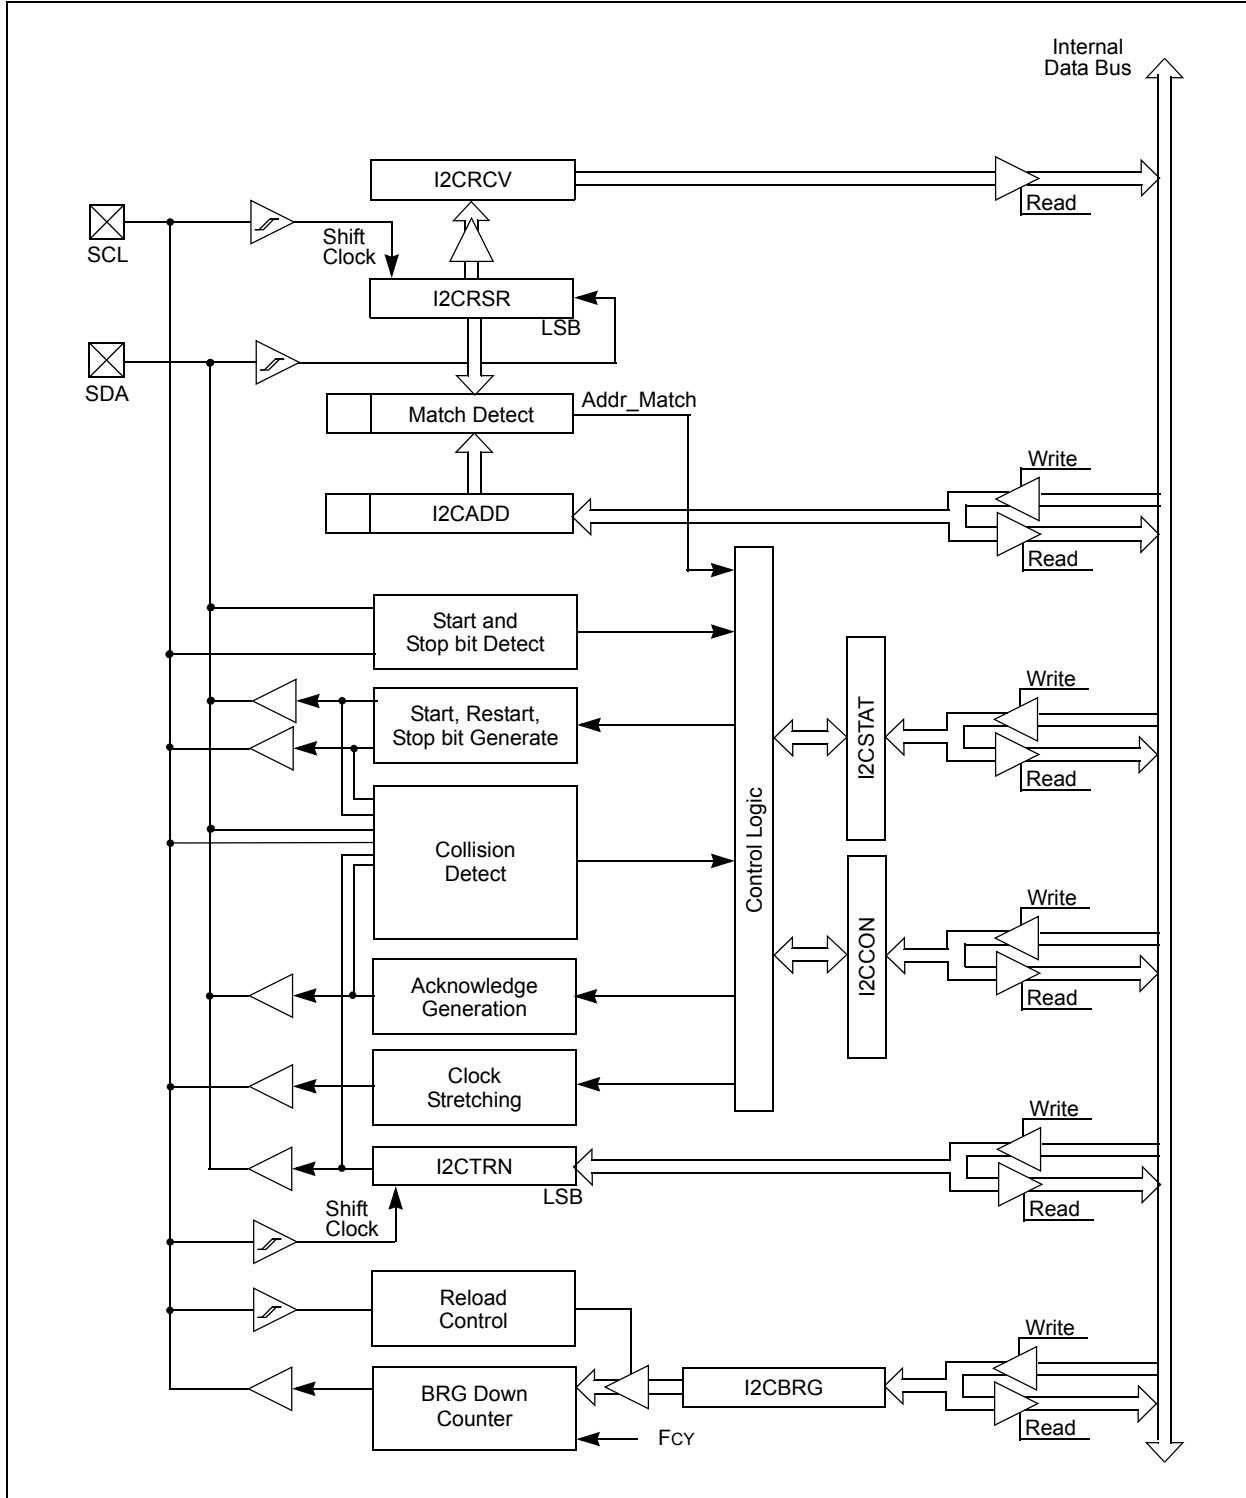 Internal
Data Bus
I2CRCV
Read
SCL
Shift
Clock
I2CRSR
LSB
SDA
Match Detect
Addr_Match
Write
I2CADD
Read
Start and
Stop bit Detect
Write
Start, Restart,
Stop bit Generate
I2CSTAT
Read
Control Logic
Collision
Detect
Write
I2CCON
Acknowledge
Generation
Read
Clock
Stretching
Write
I2CTRN
LSB
Read
Shift
Clock
Reload
Control
Write
I2CBRG
BRG Down
Counter
Read
FCY